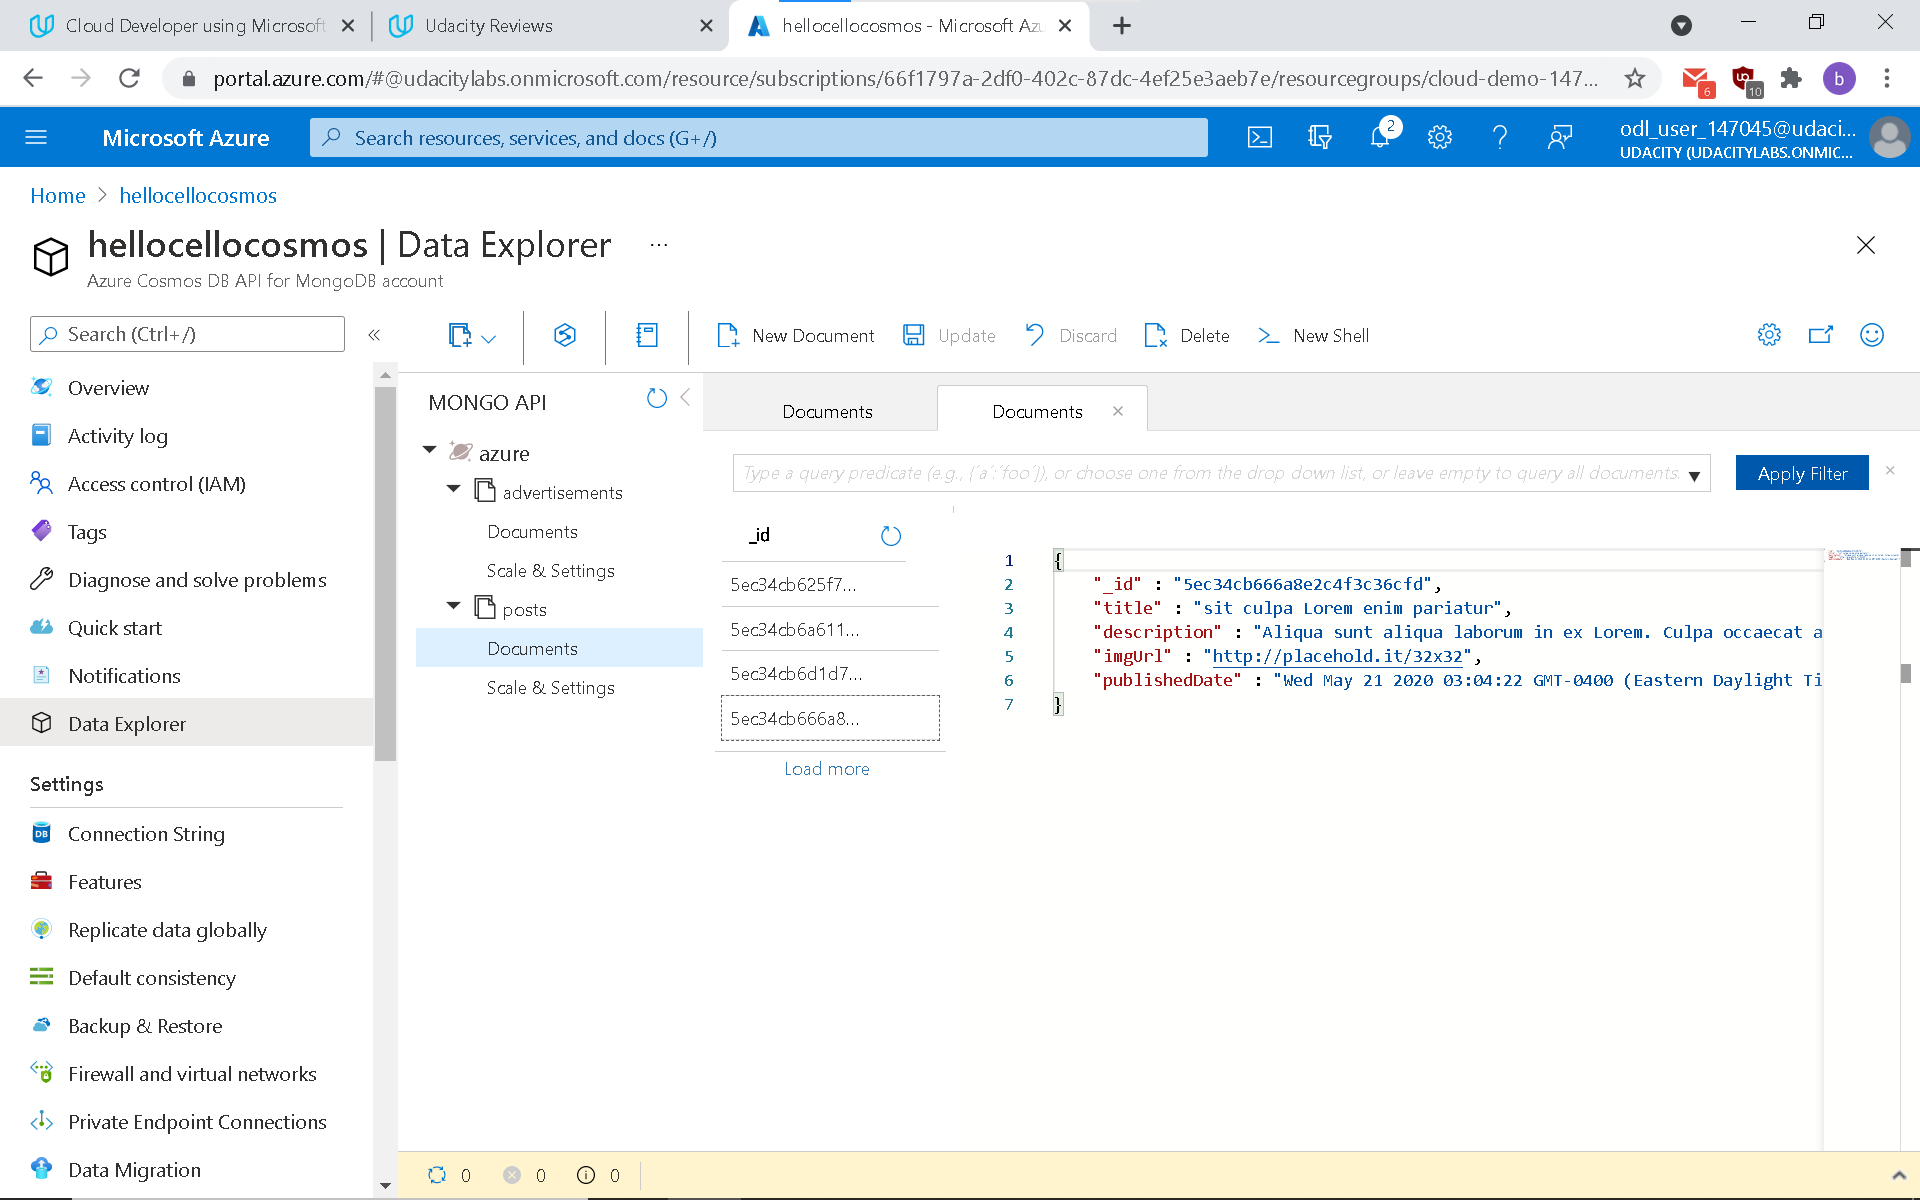 Cloud Developer using Microsoft
Udacity Reviews
hellocellocosmos - Microsoft Azu
portal.azure.com/#@udacitylabs.onmicrosoft.com/resource/subscriptions/66f1797a-2df0-402c-87dc-4ef25e3aeb7e/resourcegroups/cloud-demo-147...
6
10
b
Microsoft Azure
Search resources, services, and docs (G+/)
2
odl_user_147045@udaci...
UDACITY (UDACITYLABS.ONMIC...
Home > hellocellocosmos
hellocellocosmos | Data Explorer ...
Azure Cosmos DB API for MongoDB account
Search (Ctrl+/)
«
New Document
Update
Discard
Delete
New Shell
Overview
Activity log
Access control (IAM)
Tags
Diagnose and solve problems
Quick start
Notifications
Data Explorer
Settings
Connection String
Features
Replicate data globally
Default consistency
Backup & Restore
Firewall and virtual networks
Private Endpoint Connections
Data Migration
MONGO API
azure
advertisements
Documents
Scale & Settings
posts
Documents
Scale & Settings
Documents
Documents
Type a query predicate (e.g., {´a´:´foo´}), or choose one from the drop down list, or leave empty to query all documents.
Apply Filter
_id
5ec34cb625f7...
5ec34cb6a611...
5ec34cb6d1d7...
5ec34cb666a8...
Load more
1 {
2 "_id" : "5ec34cb666a8e2c4f3c36cfd",
3 "title" : "sit culpa Lorem enim pariatur",
4 "description" : "Aliqua sunt aliqua laborum in ex Lorem. Culpa occaecat a
5 "imgUrl" : "http://placehold.it/32x32",
6 "publishedDate" : "Wed May 21 2020 03:04:22 GMT-0400 (Eastern Daylight Ti
7 }
0
0
0